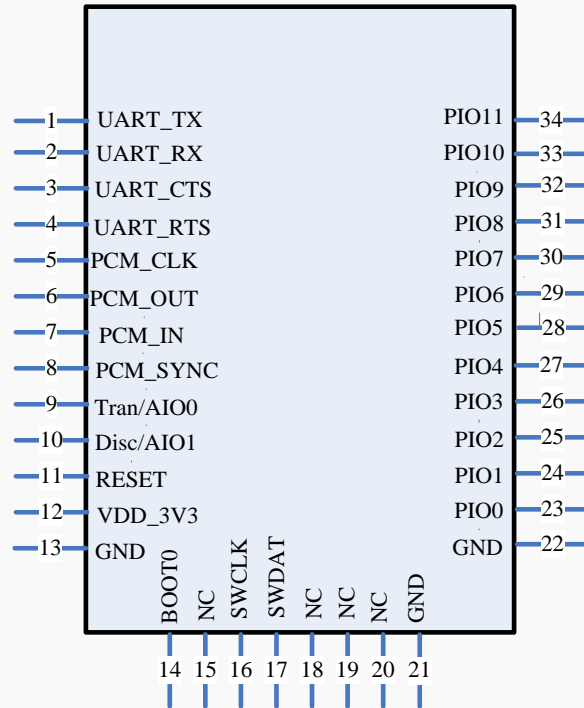 1 UART_TX
2 UART_RX
3 UART_CTS
4 UART_RTS
5 PCM_CLK
6 PCM_OUT
7 PCM_IN
8 PCM_SYNC
9 Tran/AIO0
10 Disc/AIO1
11 RESET
12 VDD_3V3
13 GND
BOOT0 14
NC 15
SWCLK 16
SWDAT 17
NC 18
NC 19
NC 20
GND 21
PIO11 34
PIO10 33
PIO9 32
PIO8 31
PIO7 30
PIO6 29
PIO5 28
PIO4 27
PIO3 26
PIO2 25
PIO1 24
PIO0 23
GND 22